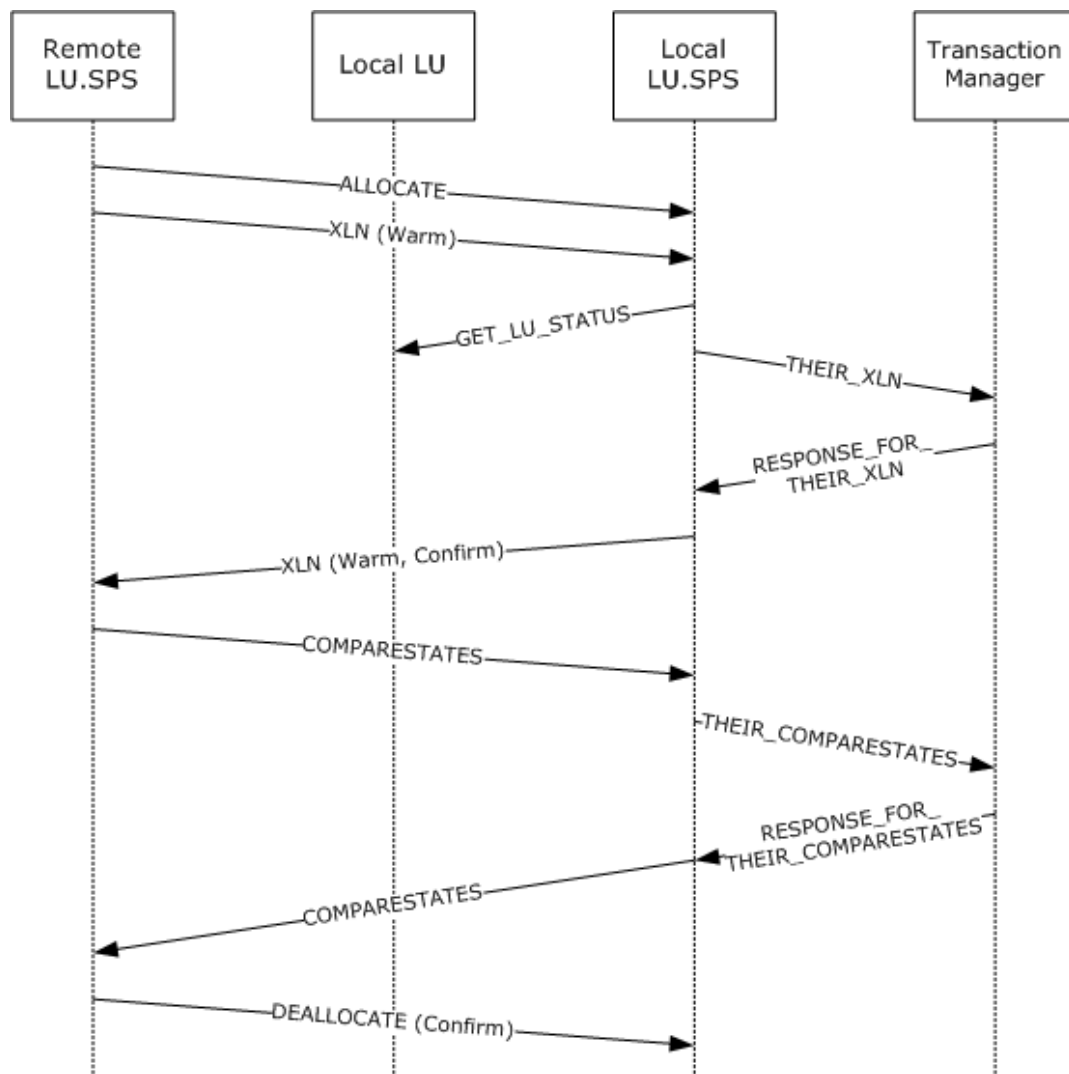 Remote
LU.SPS
Local LU
Local
LU.SPS
Transaction
Manager
ALLOCATE
XLN (Warm)
GET_LU_STATUS
THEIR_XLN
RESPONSE_FOR_
THEIR_XLN
XLN (Warm, Confirm)
COMPARESTATES
THEIR_COMPARESTATES
RESPONSE_FOR_
THEIR_COMPARESTATES
COMPARESTATES
DEALLOCATE (Confirm)